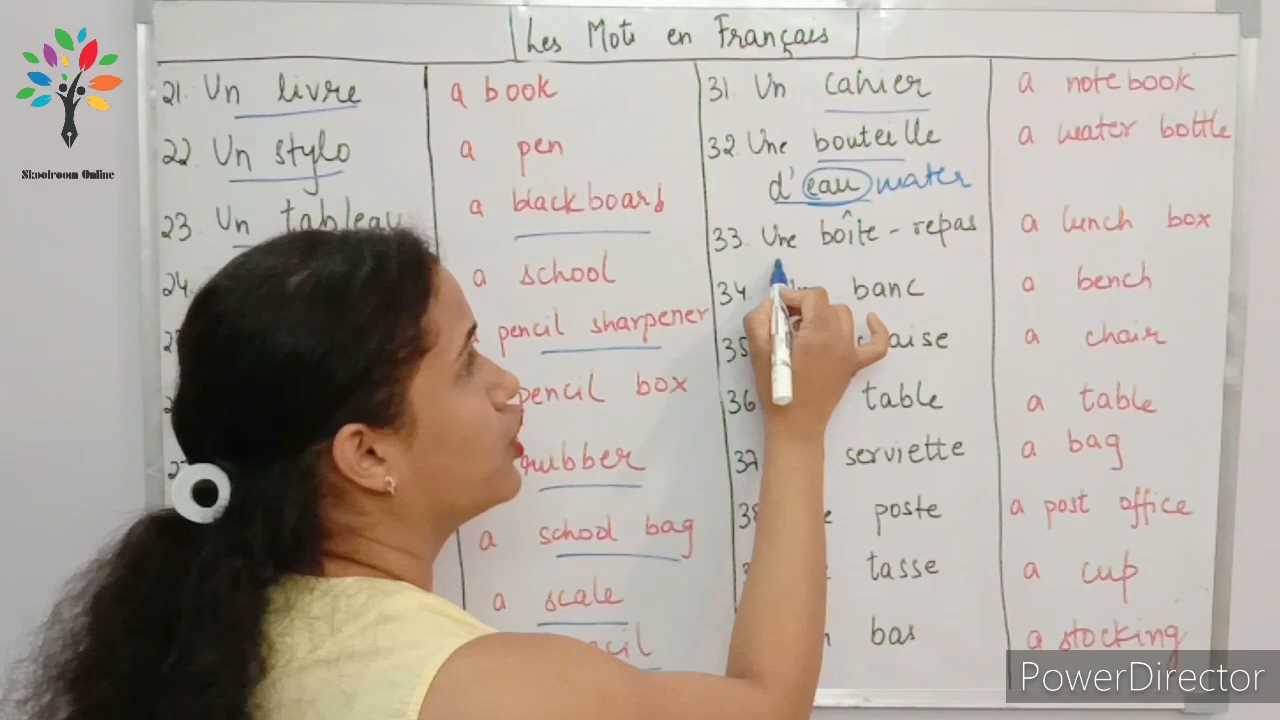 Les Mots en Français
Skoolroom Online
21. Un livre a book
22. Un stylo a pen
23. Un tableau a blackboard
24. a school
pencil sharpener
pencil box
rubber
a school bag
a scale
31. Un cahier a notebook
32. Une bouteille a water bottle
d'eau water
33. Une boîte-repas a lunch box
34. banc a bench
35 a chair
36 table a table
37 serviette a bag
poste a post office
tasse a cup
bas a stocking
PowerDirector